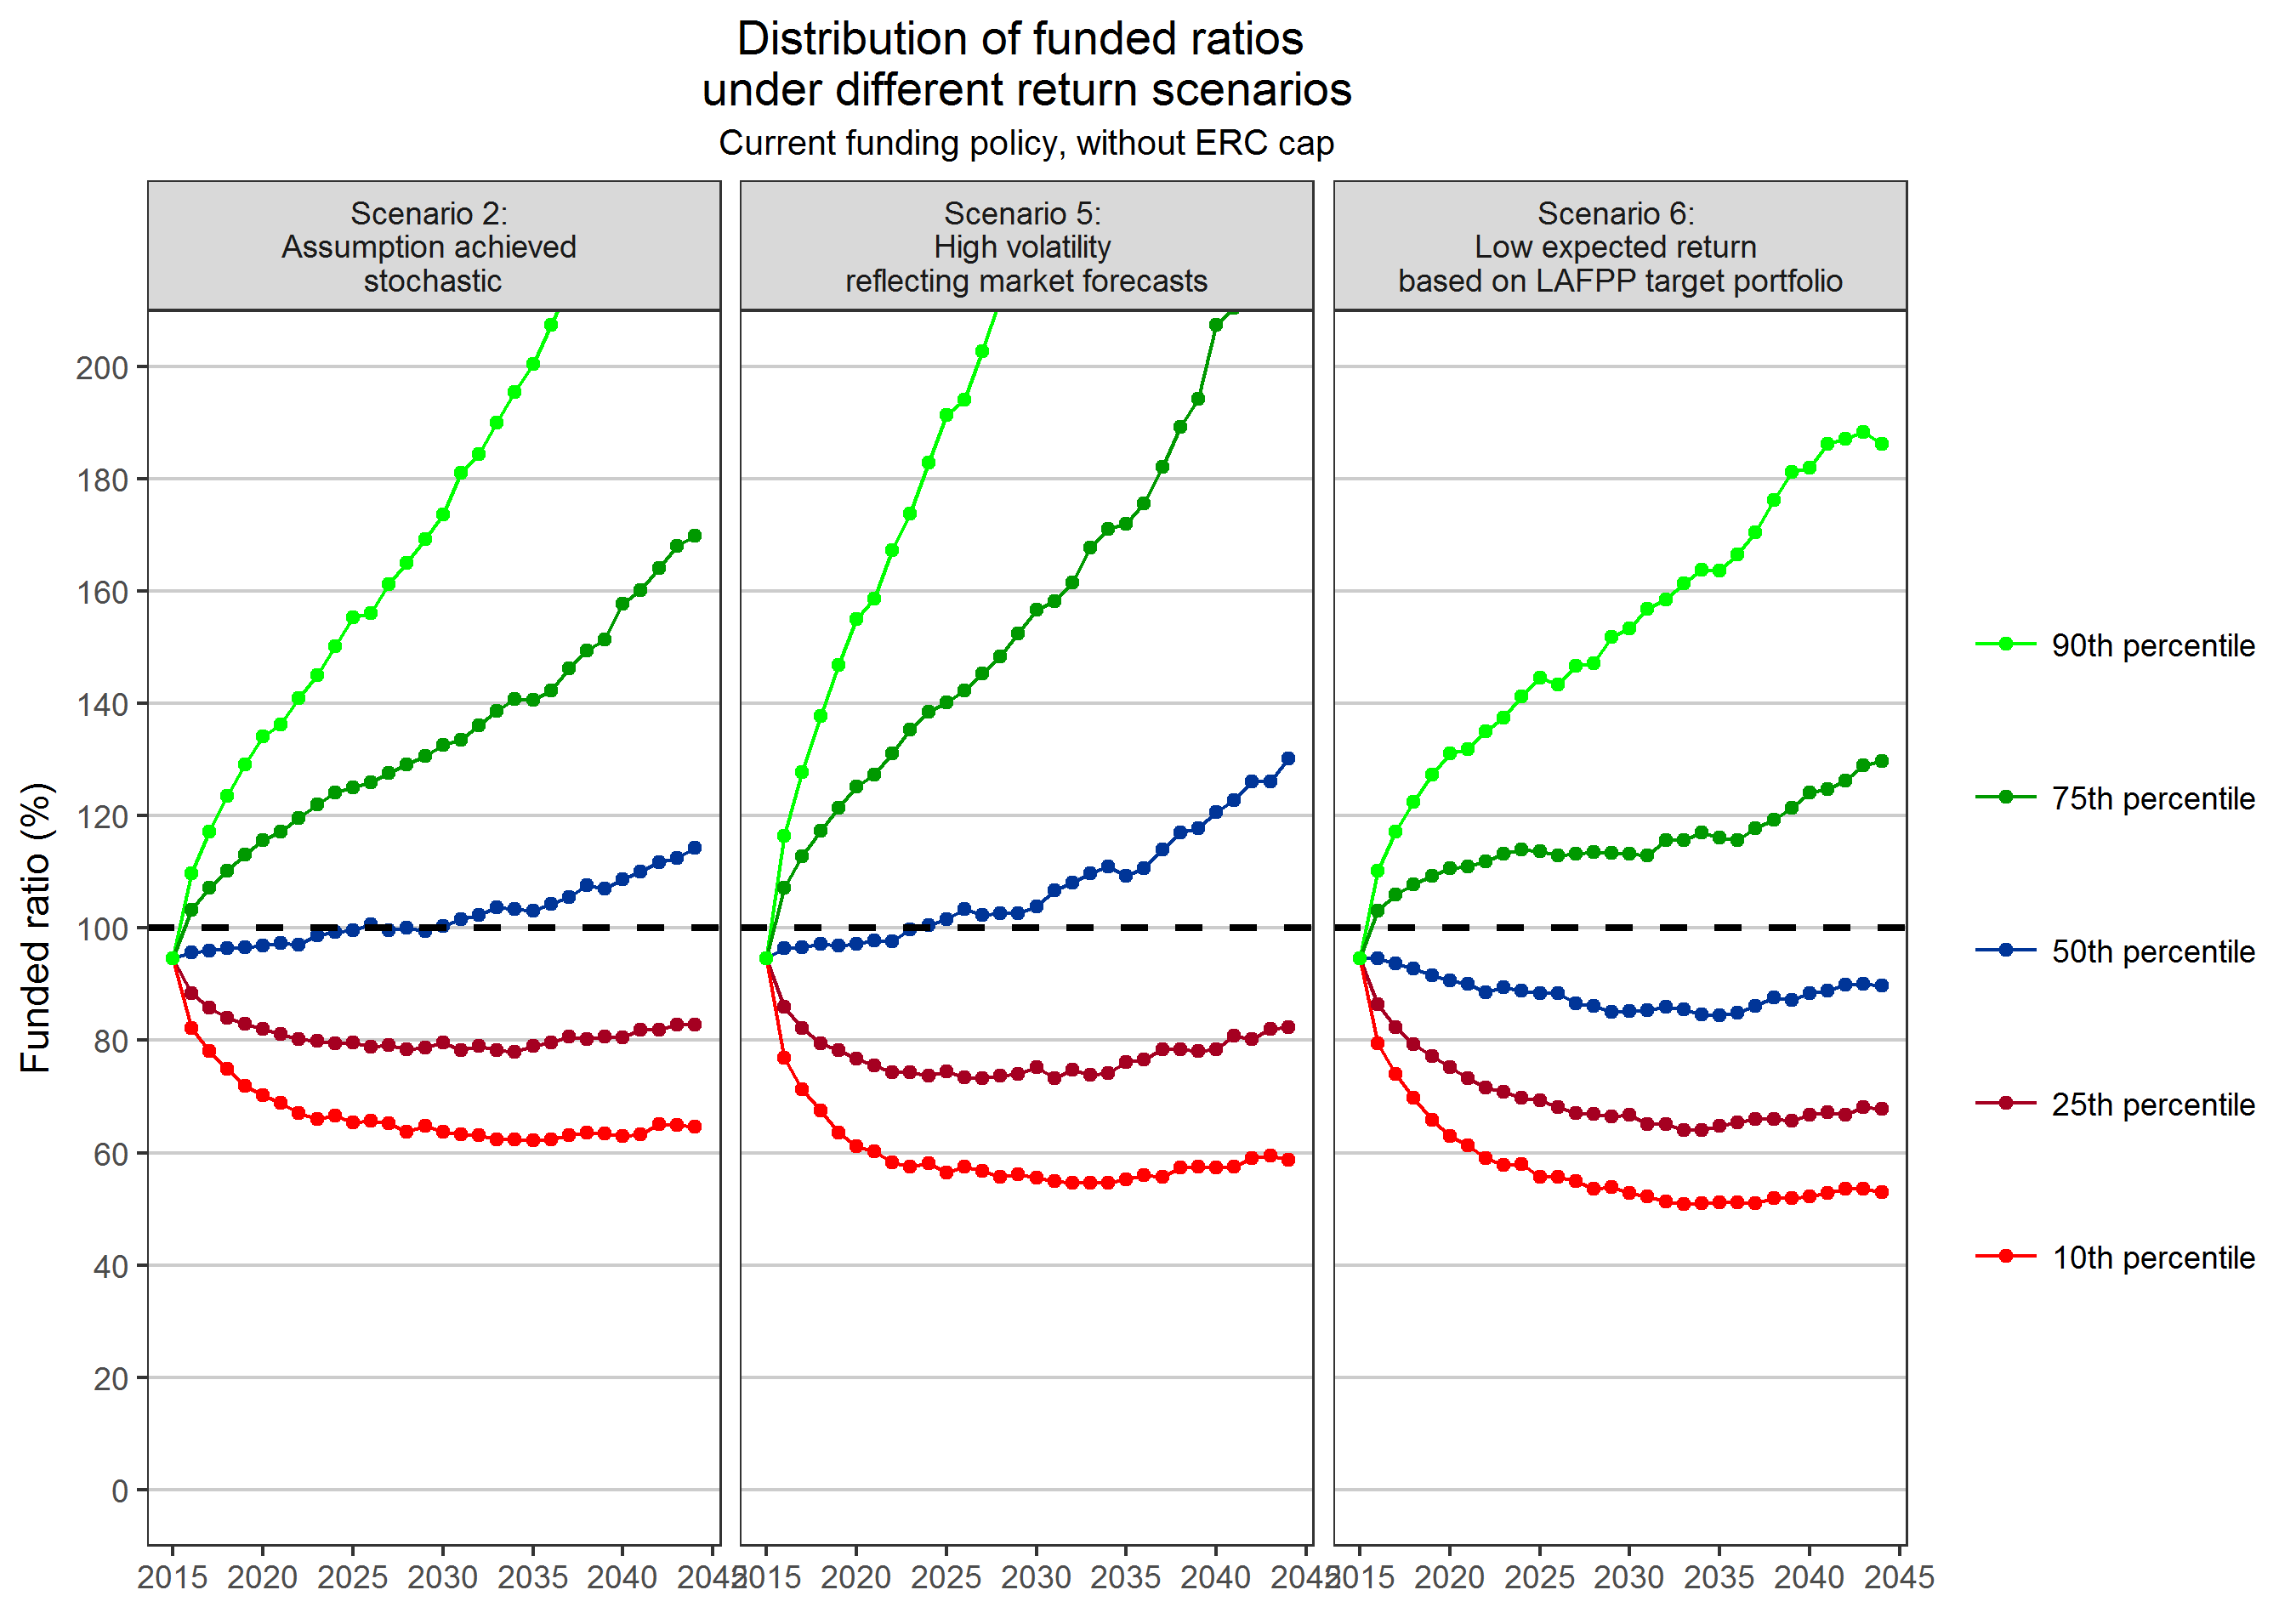 Distribution of funded ratios
under different return scenarios
Current funding policy, without ERC cap
Scenario 2:
Assumption achieved
stochastic
Scenario 5:
High volatility
reflecting market forecasts
Scenario 6:
Low expected return
based on LAFPP target portfolio
Funded ratio (%)
200
180
160
140
120
100
80
60
40
20
0
2015 2020 2025 2030 2035 2040 2045
2015 2020 2025 2030 2035 2040 2045
2015 2020 2025 2030 2035 2040 2045
90th percentile
75th percentile
50th percentile
25th percentile
10th percentile